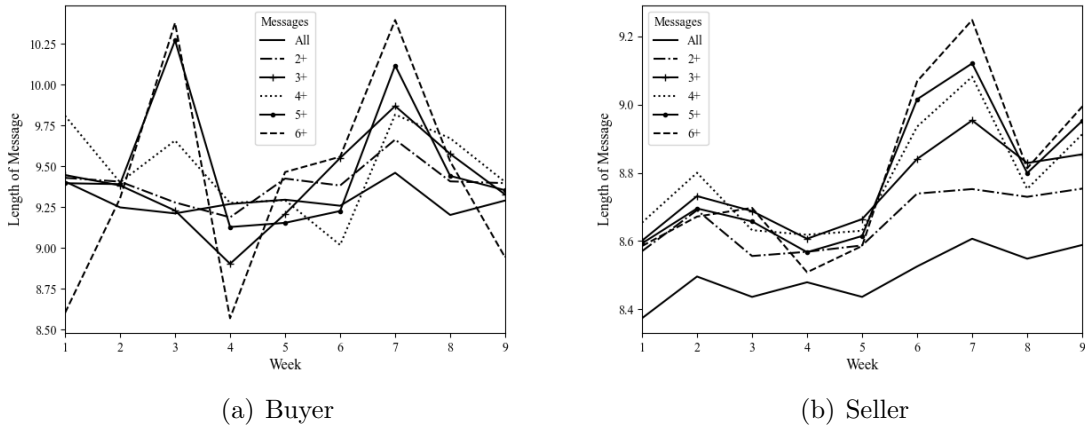 Messages
All
2+
3+
4+
5+
6+
10.25
10.00
9.75
9.50
9.25
9.00
8.75
8.50
Length of Message
1 2 3 4 5 6 7 8 9
Week
(a) Buyer
Messages
All
2+
3+
4+
5+
6+
9.2
9.0
8.8
8.6
8.4
Length of Message
1 2 3 4 5 6 7 8 9
Week
(b) Seller